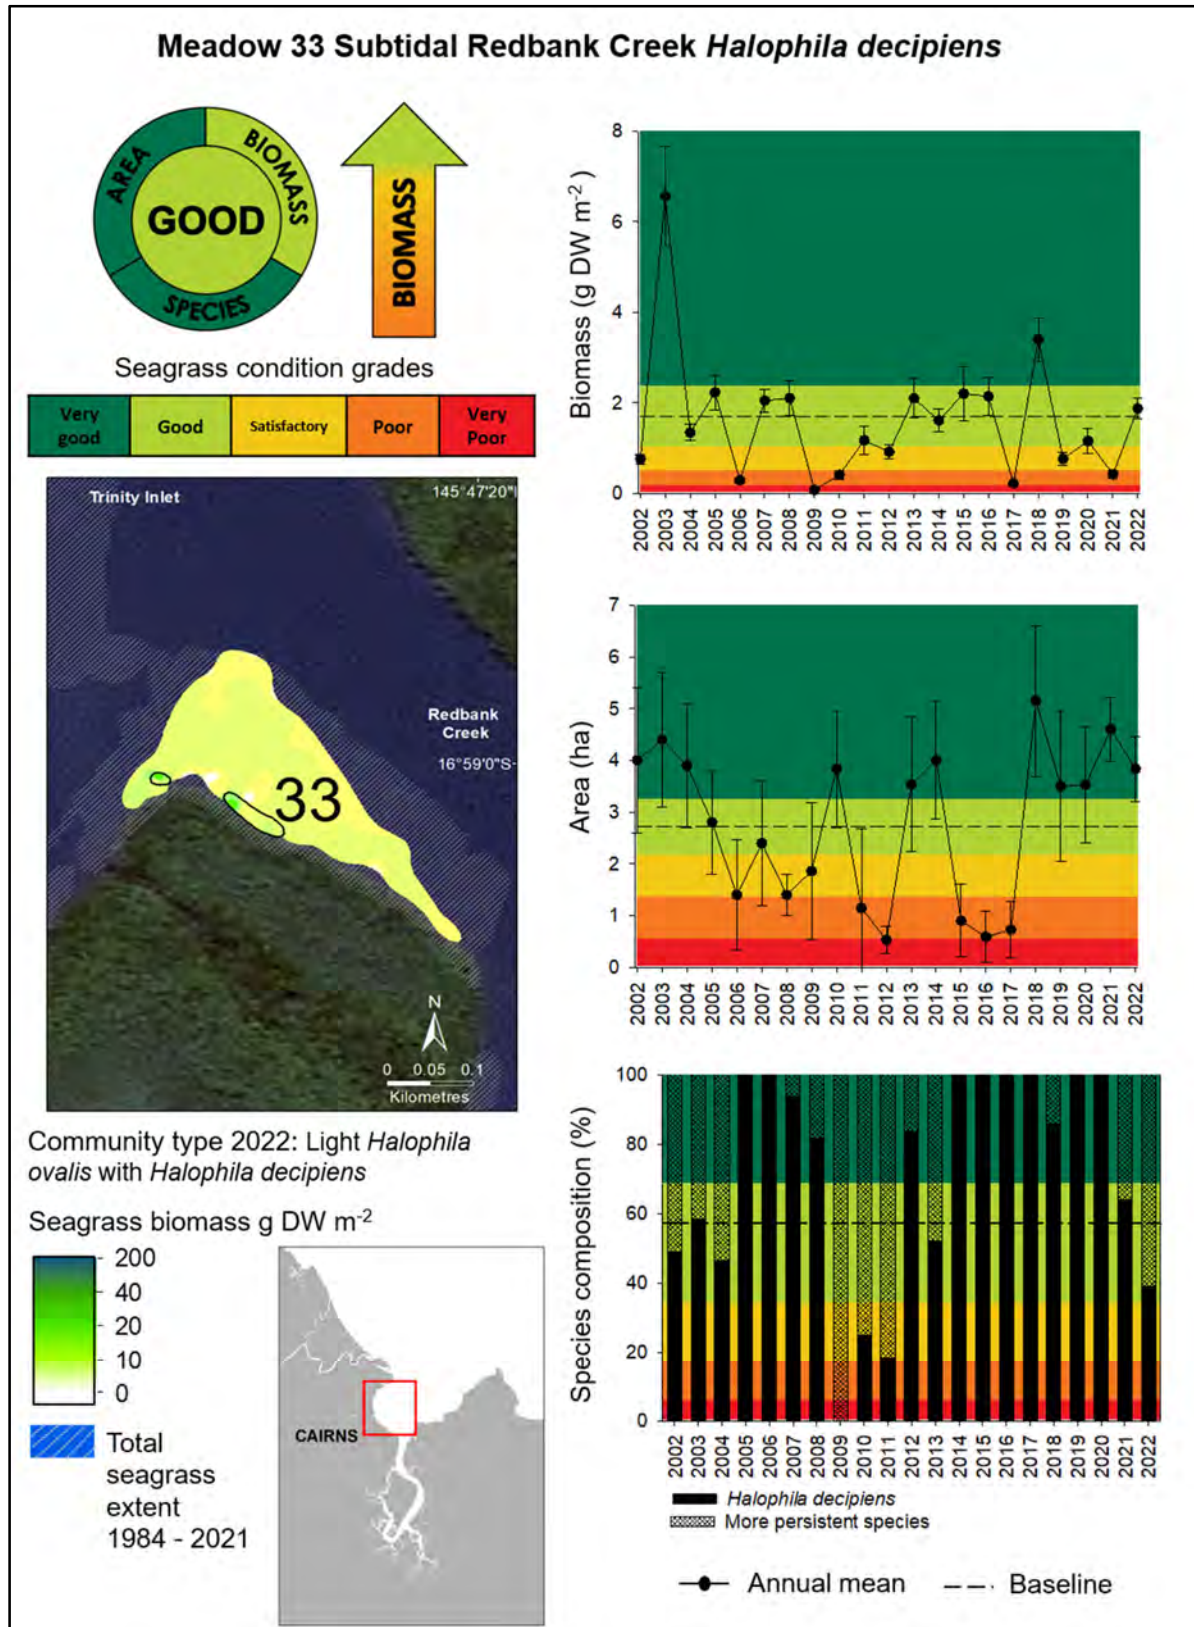 Meadow 33 Subtidal Redbank Creek Halophila decipiens
AREA
BIOMASS
SPECIES
GOOD
BIOMASS
Seagrass condition grades
Very good
Good
Satisfactory
Poor
Very Poor
Trinity Inlet
145°47'20"
Redbank
Creek
16°59'0"S
33
N
0 0.05 0.1
Kilometres
Community type 2022: Light Halophila
ovalis with Halophila decipiens
Seagrass biomass g DW m-2
200
40
20
10
0
Total
seagrass
extent
1984 - 2021
CAIRNS
Biomass (g DW m-2)
8
6
4
2
0
2002 2003 2004 2005 2006 2007 2008 2009 2010 2011 2012 2013 2014 2015 2016 2017 2018 2019 2020 2021 2022
Area (ha)
7
6
5
4
3
2
1
0
2002 2003 2004 2005 2006 2007 2008 2009 2010 2011 2012 2013 2014 2015 2016 2017 2018 2019 2020 2021 2022
Species composition (%)
100
80
60
40
20
0
2002 2003 2004 2005 2006 2007 2008 2009 2010 2011 2012 2013 2014 2015 2016 2017 2018 2019 2020 2021 2022
Halophila decipiens
More persistent species
Annual mean
Baseline